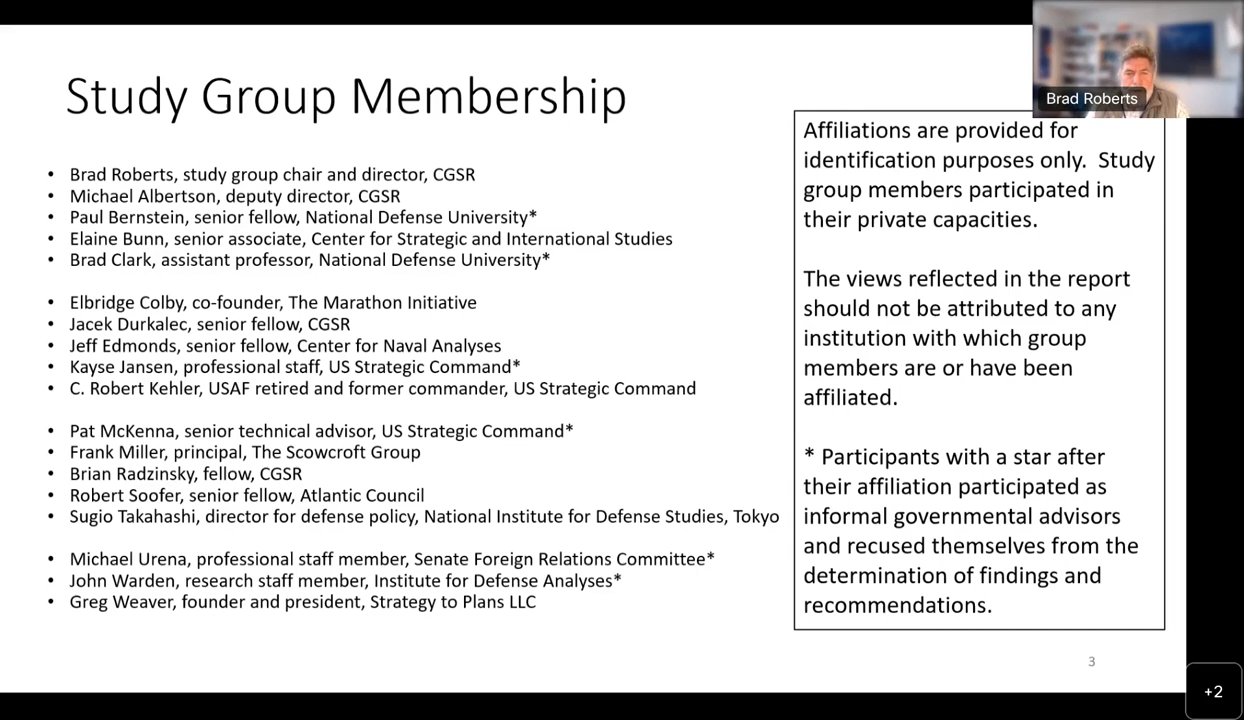 Study Group Membership
• Brad Roberts, study group chair and director, CGSR
• Michael Albertson, deputy director, CGSR
• Paul Bernstein, senior fellow, National Defense University*
• Elaine Bunn, senior associate, Center for Strategic and International Studies
• Brad Clark, assistant professor, National Defense University*
• Elbridge Colby, co-founder, The Marathon Initiative
• Jacek Durkalec, senior fellow, CGSR
• Jeff Edmonds, senior fellow, Center for Naval Analyses
• Kayse Jansen, professional staff, US Strategic Command*
• C. Robert Kehler, USAF retired and former commander, US Strategic Command
• Pat McKenna, senior technical advisor, US Strategic Command*
• Frank Miller, principal, The Scowcroft Group
• Brian Radzinsky, fellow, CGSR
• Robert Soofer, senior fellow, Atlantic Council
• Sugio Takahashi, director for defense policy, National Institute for Defense Studies, Tokyo
• Michael Urena, professional staff member, Senate Foreign Relations Committee*
• John Warden, research staff member, Institute for Defense Analyses*
• Greg Weaver, founder and president, Strategy to Plans LLC
Brad Roberts
Affiliations are provided for
identification purposes only. Study
group members participated in
their private capacities.
The views reflected in the report
should not be attributed to any
institution with which group
members are or have been
affiliated.
* Participants with a star after
their affiliation participated as
informal governmental advisors
and recused themselves from the
determination of findings and
recommendations.
3
+2